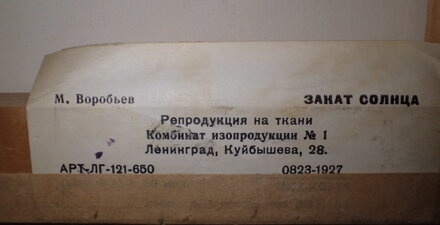 М. Воробьев ЗАКАТ СОЛНЦА
Репродукция на ткани
Комбинат изопродукции № 1
Ленинград, Куйбышева, 28.
АРТ-ЛГ-121-650 0823-1927